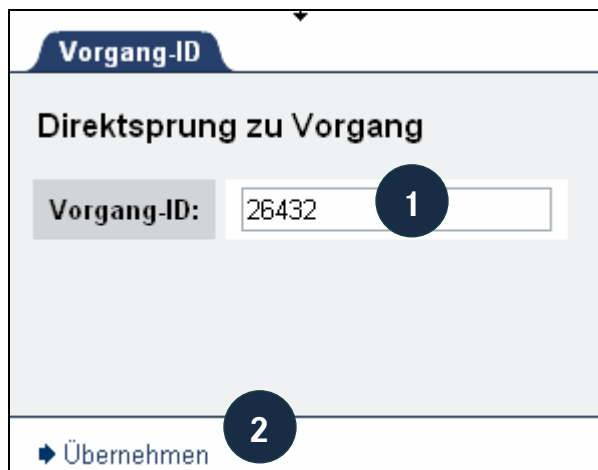 Vorgang-ID
Direktsprung zu Vorgang
Vorgang-ID: 26432 1
2
Übernehmen